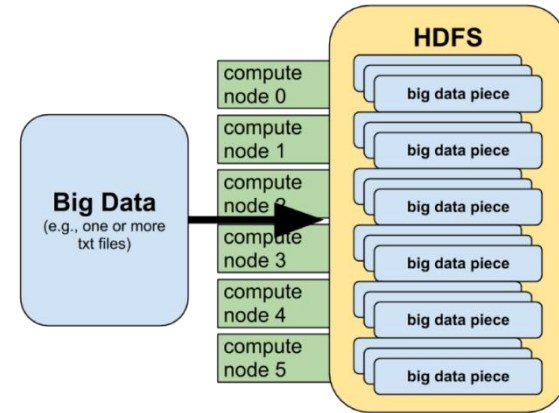 HDFS
compute
node 0
big data piece
compute
node 1
big data piece
Big Data
(e.g., one or more
txt files)
compute
node 2
big data piece
compute
node 3
big data piece
compute
node 4
big data piece
compute
node 5
big data piece